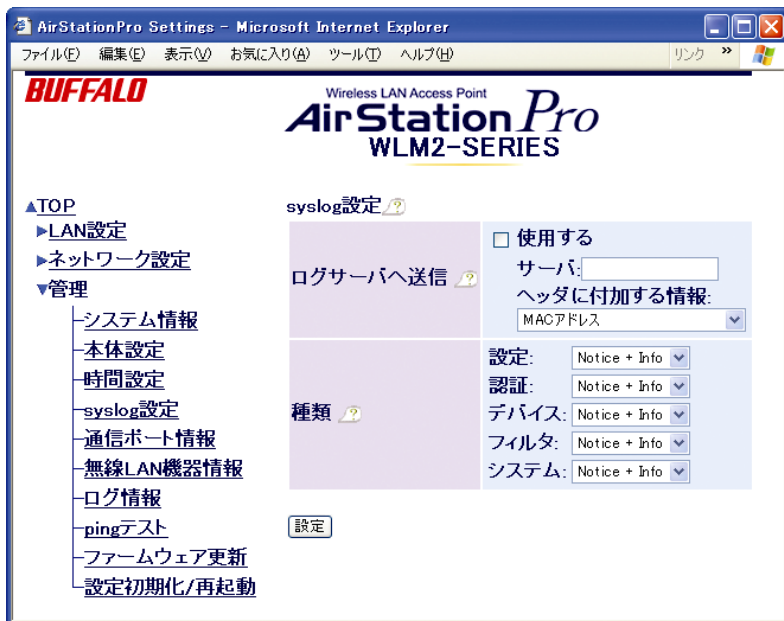 AirStationPro Settings - Microsoft Internet Explorer
ファイル(F) 編集(E) 表示(V) お気に入り(A) ツール(T) ヘルプ(H) リンク »
BUFFALO
Wireless LAN Access Point
AirStation Pro
WLM2-SERIES
▲TOP
▶LAN設定
▶ネットワーク設定
▼管理
システム情報
本体設定
時間設定
syslog設定
通信ポート情報
無線LAN機器情報
ログ情報
pingテスト
ファームウェア更新
設定初期化/再起動
syslog設定 ?
ログサーバへ送信 ?
使用する
サーバ:
ヘッダに付加する情報:
MACアドレス
種類 ?
設定: Notice + Info
認証: Notice + Info
デバイス: Notice + Info
フィルタ: Notice + Info
システム: Notice + Info
設定